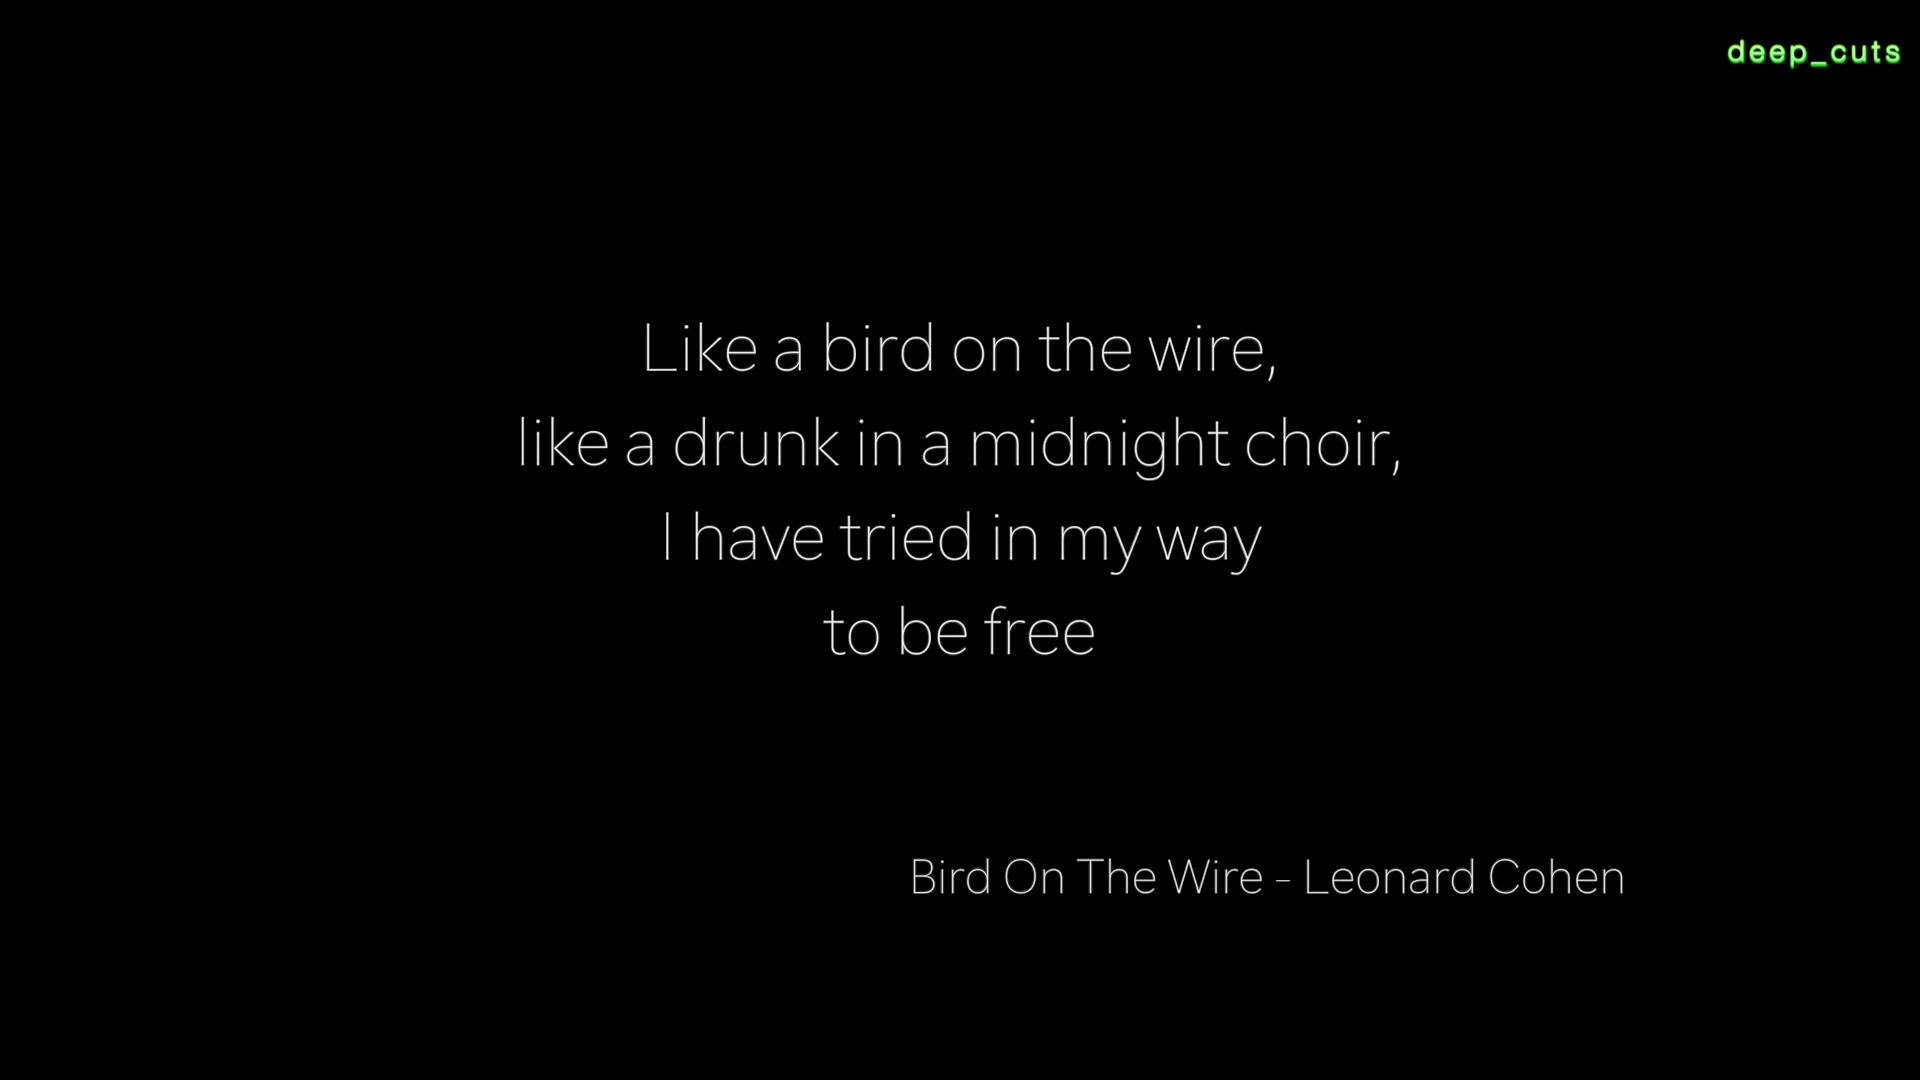 deep_cuts
Like a bird on the wire,
like a drunk in a midnight choir,
I have tried in my way
to be free
Bird On The Wire - Leonard Cohen